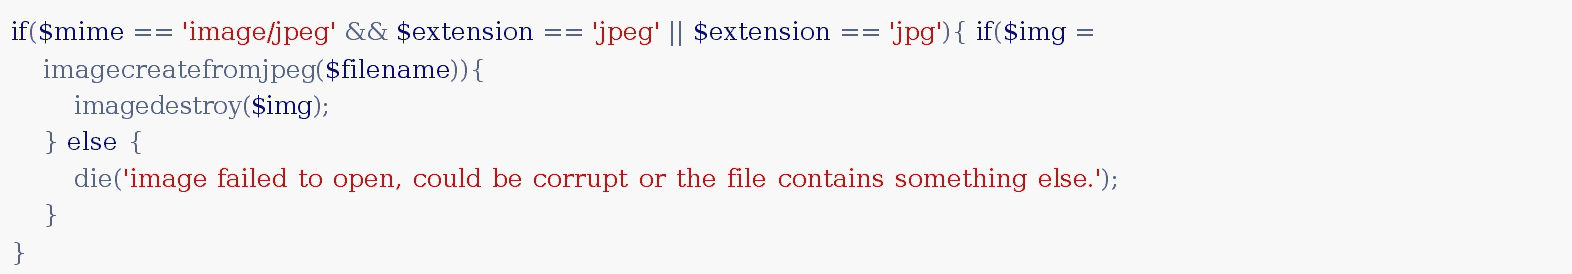 if($mime == 'image/jpeg' && $extension == 'jpeg' || $extension == 'jpg'){ if($img =
imagecreatefromjpeg($filename)){
imagedestroy($img);
} else {
die('image failed to open, could be corrupt or the file contains something else.');
}
}